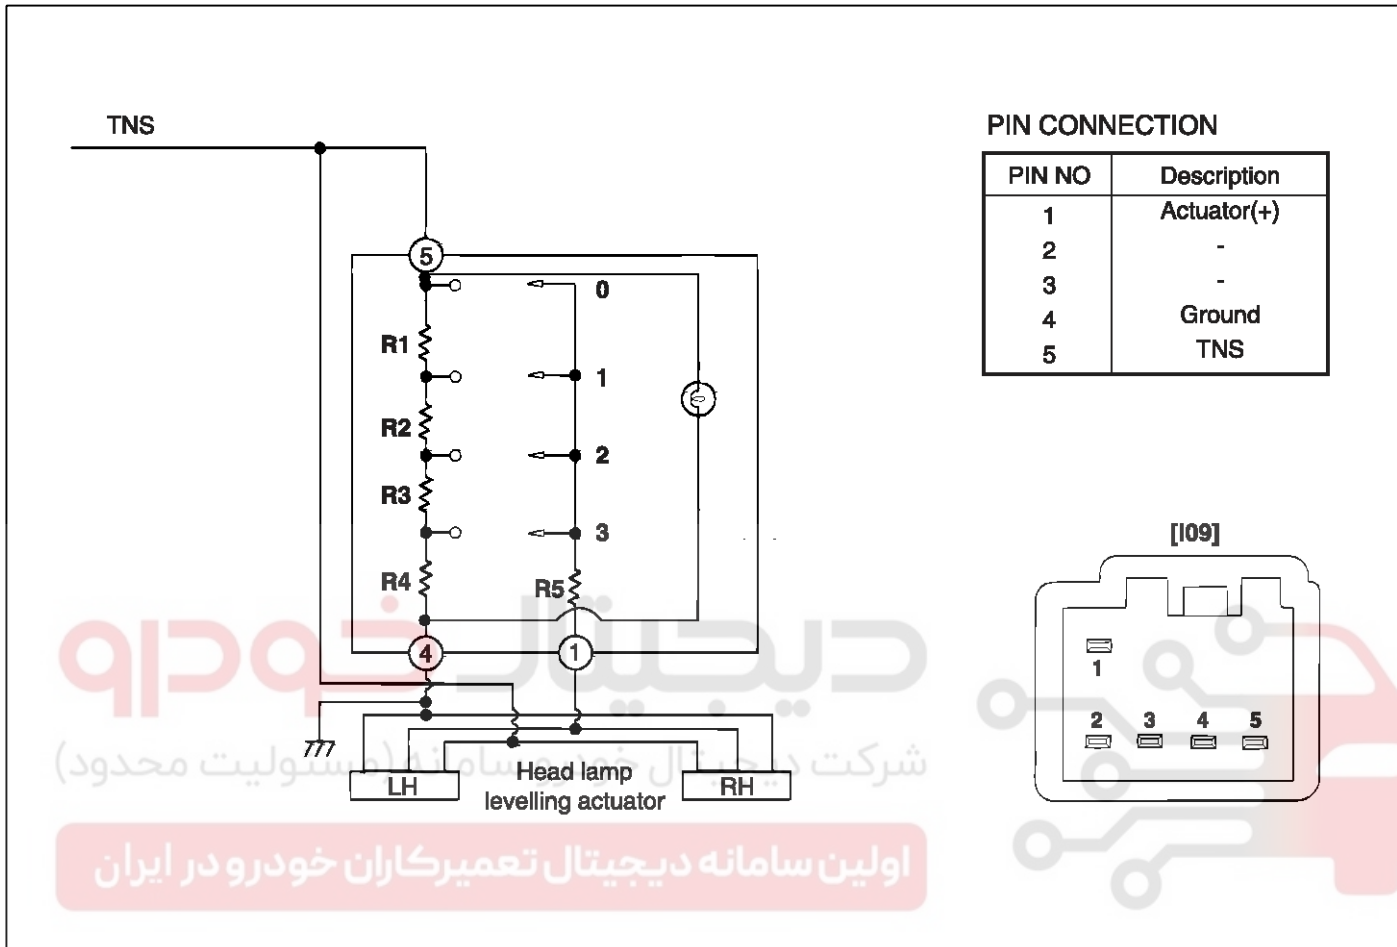 TNS
5
0
R1
1
R2
2
R3
3
R4
R5
4
1
LH
Head lamp
levelling actuator
RH
PIN CONNECTION
PIN NO Description
1 Actuator(+)
2 -
3 -
4 Ground
5 TNS
[I09]
1
2 3 4 5
دیجیتال خودرو
شرکت دیجیتال خودرو سامانه (مسئولیت محدود)
اولین سامانه دیجیتال تعمیرکاران خودرو در ایران